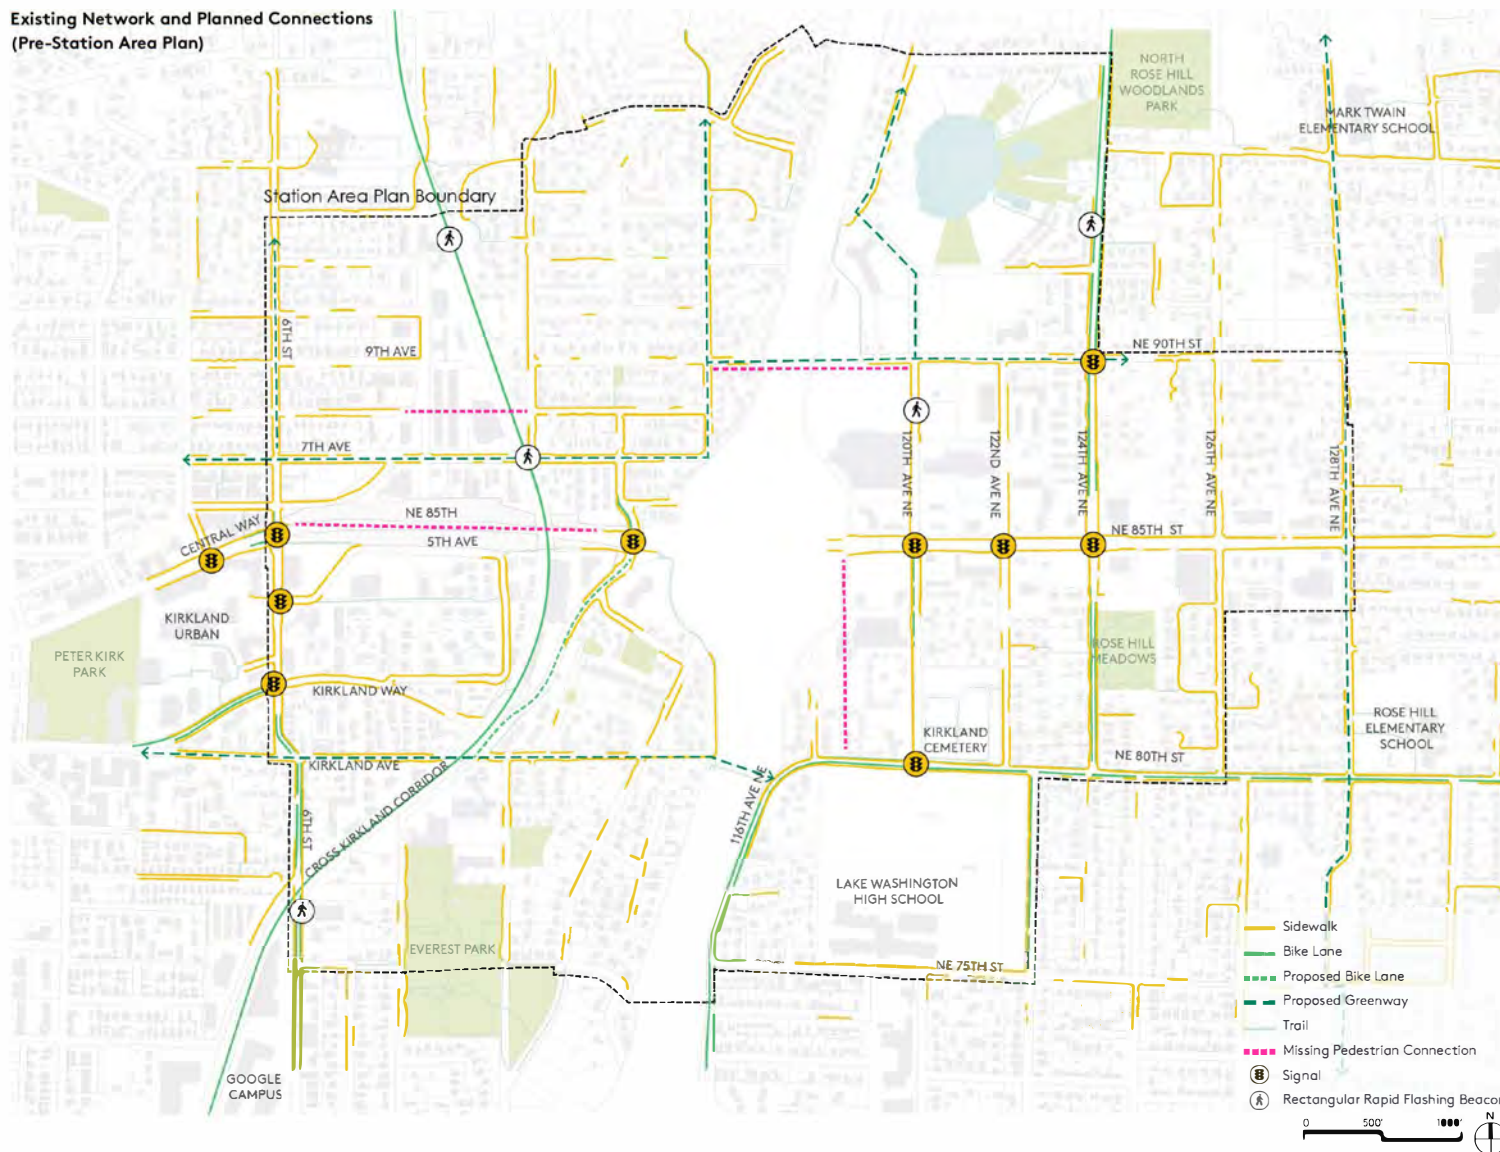 Existing Network and Planned Connections
(Pre-Station Area Plan)
NORTH
ROSE HILL
WOODLANDS
PARK
MARK TWAIN
ELEMENTARY SCHOOL
Station Area Plan Boundary
6TH ST
9TH AVE
NE 90TH ST
7TH AVE
120TH AVE NE
122ND AVE NE
124TH AVE NE
126TH AVE NE
128TH AVE NE
NE 85TH
CENTRAL WAY
5TH AVE
NE 85TH ST
KIRKLAND
URBAN
PETER KIRK
PARK
ROSE HILL
MEADOWS
KIRKLAND WAY
KIRKLAND
CEMETERY
ROSE HILL
ELEMENTARY
SCHOOL
NE 80TH ST
KIRKLAND AVE
116TH AVE NE
6TH ST
CROSS KIRKLAND CORRIDOR
LAKE WASHINGTON
HIGH SCHOOL
EVEREST PARK
NE 75TH ST
GOOGLE
CAMPUS
Sidewalk
Bike Lane
Proposed Bike Lane
Proposed Greenway
Trail
Missing Pedestrian Connection
Signal
Rectangular Rapid Flashing Beacon
0 500' 1000'
N